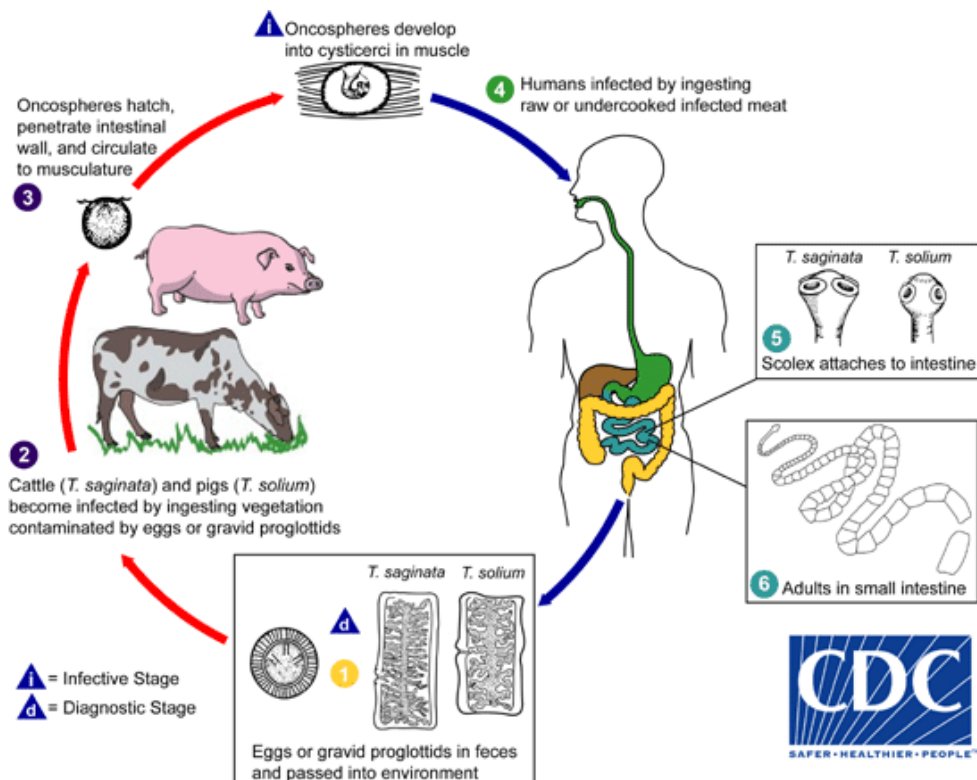 i
Oncospheres develop
into cysticerci in muscle
4
Humans infected by ingesting
raw or undercooked infected meat
Oncospheres hatch,
penetrate intestinal
wall, and circulate
to musculature
3
T. saginata T. solium
5
Scolex attaches to intestine
2
Cattle (T. saginata) and pigs (T. solium)
become infected by ingesting vegetation
contaminated by eggs or gravid proglottids
6
Adults in small intestine
T. saginata T. solium
d
1
Eggs or gravid proglottids in feces
and passed into environment
i = Infective Stage
d = Diagnostic Stage
CDC
SAFER•HEALTHIER•PEOPLE™